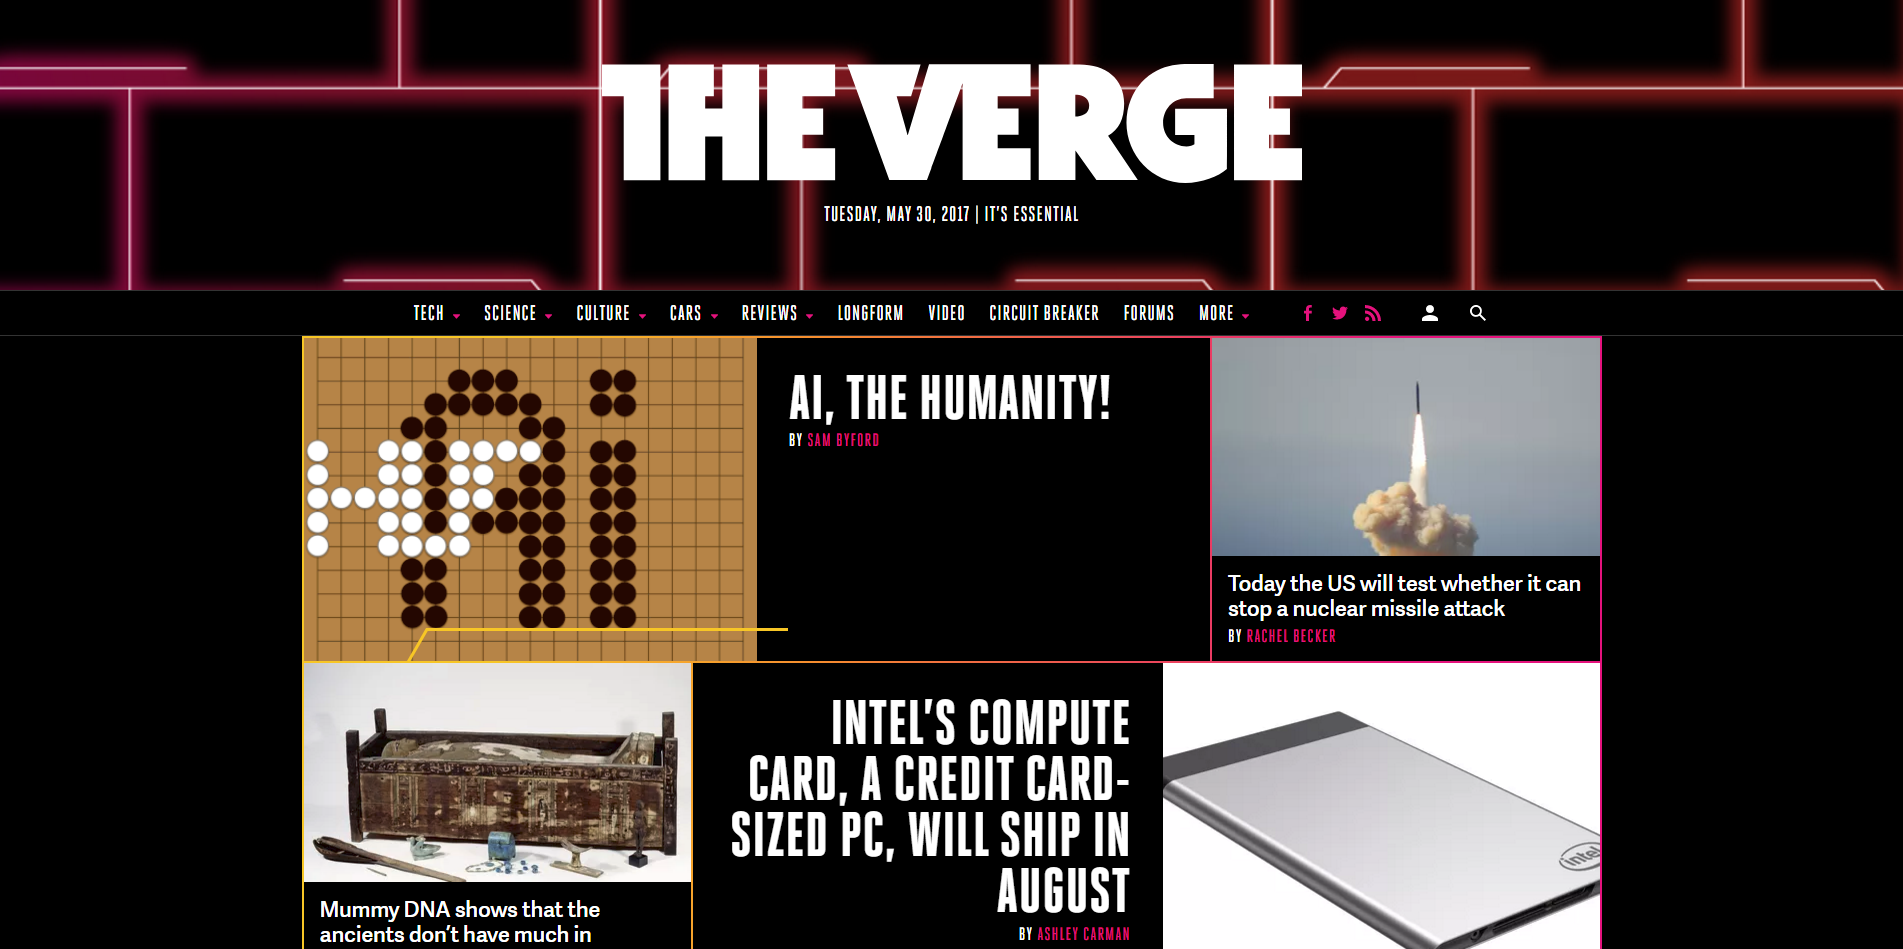 THE VERGE
TUESDAY, MAY 30, 2017 | IT'S ESSENTIAL
TECH SCIENCE CULTURE CARS REVIEWS LONGFORM VIDEO CIRCUIT BREAKER FORUMS MORE
AI, THE HUMANITY!
BY SAM BYFORD
Today the US will test whether it can
stop a nuclear missile attack
BY RACHEL BECKER
INTEL'S COMPUTE
CARD, A CREDIT CARD-
SIZED PC, WILL SHIP IN
AUGUST
BY ASHLEY CARMAN
intel
Mummy DNA shows that the
ancients don't have much in